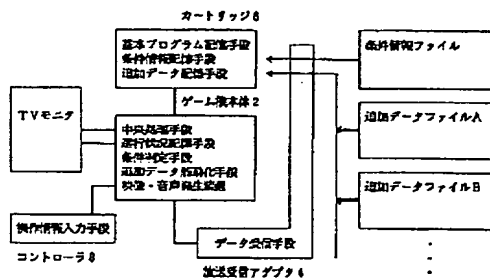 カートリッジ6
基本プログラム記憶手段
条件情報記憶手段
追加データ記憶手段
条件情報ファイル
ゲーム機本体2
TVモニタ
中央処理手段
進行状況記憶手段
条件判定手段
追加データ活性化手段
映像・音声発生装置
追加データファイルA
追加データファイルB
操作情報入力手段
コントローラ8
データ受信手段
放送受信アダプタ4